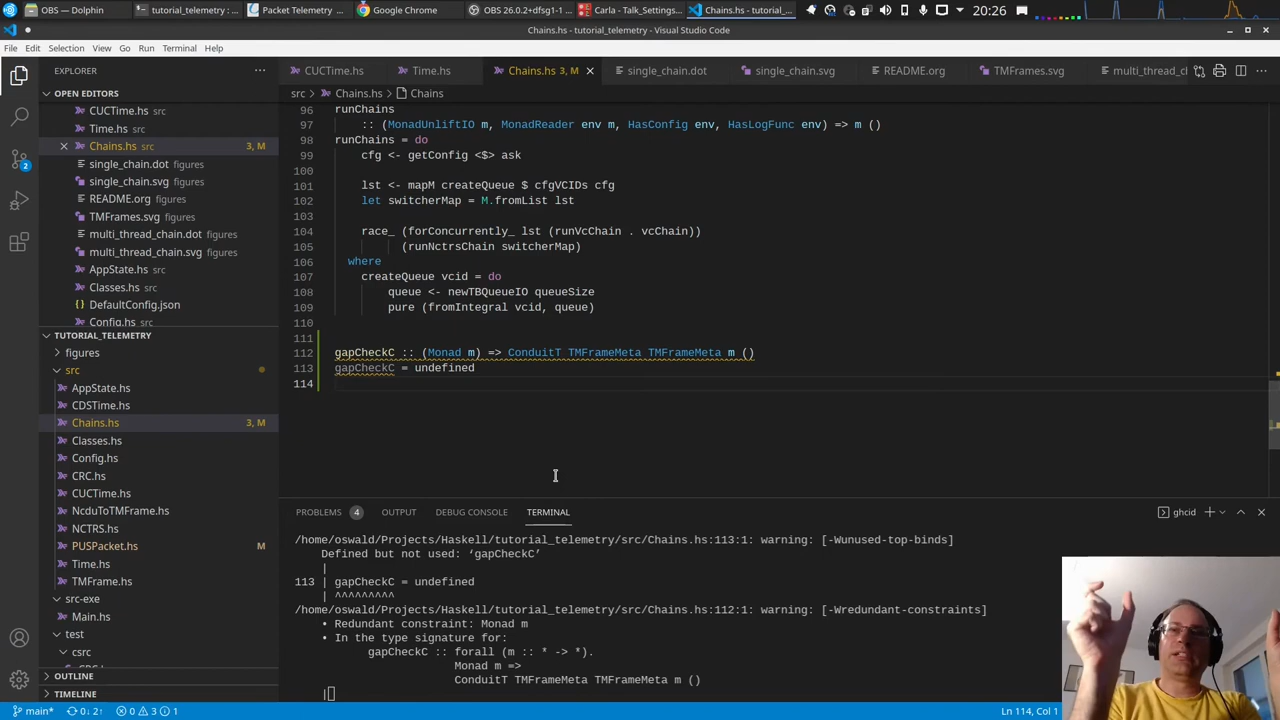 OBS — Dolphin
tutorial_telemetry : ...
Packet Telemetry ...
Google Chrome
OBS 26.0.2+dfsg1-1 ...
Carla - Talk_Settings...
Chains.hs - tutorial_...
20:26
Chains.hs - tutorial_telemetry - Visual Studio Code
File Edit Selection View Go Run Terminal Help
EXPLORER
OPEN EDITORS
CUCTime.hs src
Time.hs src
Chains.hs src 3, M
single_chain.dot figures
single_chain.svg figures
README.org figures
TMFrames.svg figures
multi_thread_chain.dot figures
multi_thread_chain.svg figures
AppState.hs src
Classes.hs src
DefaultConfig.json
Config.hs src
TUTORIAL_TELEMETRY
figures
src
AppState.hs
CDSTime.hs
Chains.hs 3, M
Classes.hs
Config.hs
CRC.hs
CUCTime.hs
NcduToTMFrame.hs
NCTRS.hs
PUSPacket.hs M
Time.hs
TMFrame.hs
src-exe
Main.hs
test
csrc
OUTLINE
TIMELINE
2
CUCTime.hs
Time.hs
Chains.hs 3, M
single_chain.dot
single_chain.svg
README.org
TMFrames.svg
multi_thread_ch
src > Chains.hs > Chains
96 runChains
97 :: (MonadUnliftIO m, MonadReader env m, HasConfig env, HasLogFunc env) => m ()
98 runChains = do
99 cfg <- getConfig <$> ask
100
101 lst <- mapM createQueue $ cfgVCIDs cfg
102 let switcherMap = M.fromList lst
103
104 race_ (forConcurrently_ lst (runVcChain . vcChain))
105 (runNctrsChain switcherMap)
106 where
107 createQueue vcid = do
108 queue <- newTBQueueIO queueSize
109 pure (fromIntegral vcid, queue)
110
111
112 gapCheckC :: (Monad m) => ConduitT TMFrameMeta TMFrameMeta m ()
113 gapCheckC = undefined
114
PROBLEMS 4 OUTPUT DEBUG CONSOLE TERMINAL
ghcid
/home/oswald/Projects/Haskell/tutorial_telemetry/src/Chains.hs:113:1: warning: [-Wunused-top-binds]
Defined but not used: ‘gapCheckC’
|
113 | gapCheckC = undefined
| ^^^^^^^^^
/home/oswald/Projects/Haskell/tutorial_telemetry/src/Chains.hs:112:1: warning: [-Wredundant-constraints]
• Redundant constraint: Monad m
• In the type signature for:
gapCheckC :: forall (m :: * -> *).
Monad m =>
ConduitT TMFrameMeta TMFrameMeta m ()
|
main* 0↓ 2↑ 0 3 1
Ln 114, Col 1